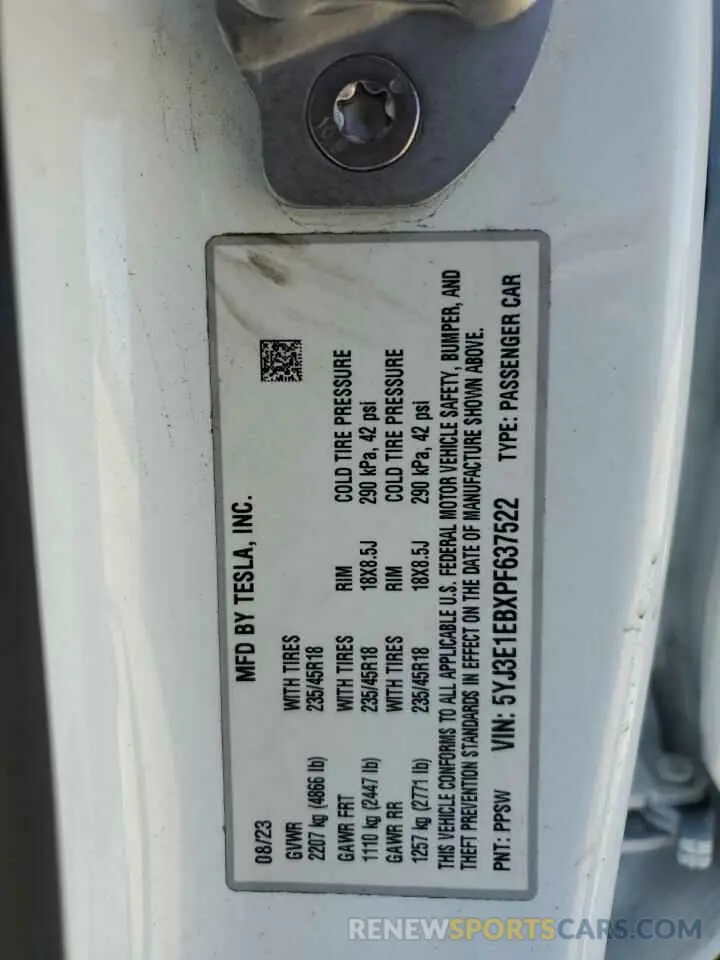 MFD BY TESLA, INC.
08/23
GVWR WITH TIRES
2207 kg (4866 lb) 235/45R18
GAWR FRT WITH TIRES RIM COLD TIRE PRESSURE
1110 kg (2447 lb) 235/45R18 18X8.5J 290 kPa, 42 psi
GAWR RR WITH TIRES RIM COLD TIRE PRESSURE
1257 kg (2771 lb) 235/45R18 18X8.5J 290 kPa, 42 psi
THIS VEHICLE CONFORMS TO ALL APPLICABLE U.S. FEDERAL MOTOR VEHICLE SAFETY, BUMPER, AND
THEFT PREVENTION STANDARDS IN EFFECT ON THE DATE OF MANUFACTURE SHOWN ABOVE.
PNT: PPSW VIN: 5YJ3E1EBXPF637522 TYPE: PASSENGER CAR
RENEWSPORTSCARS.COM